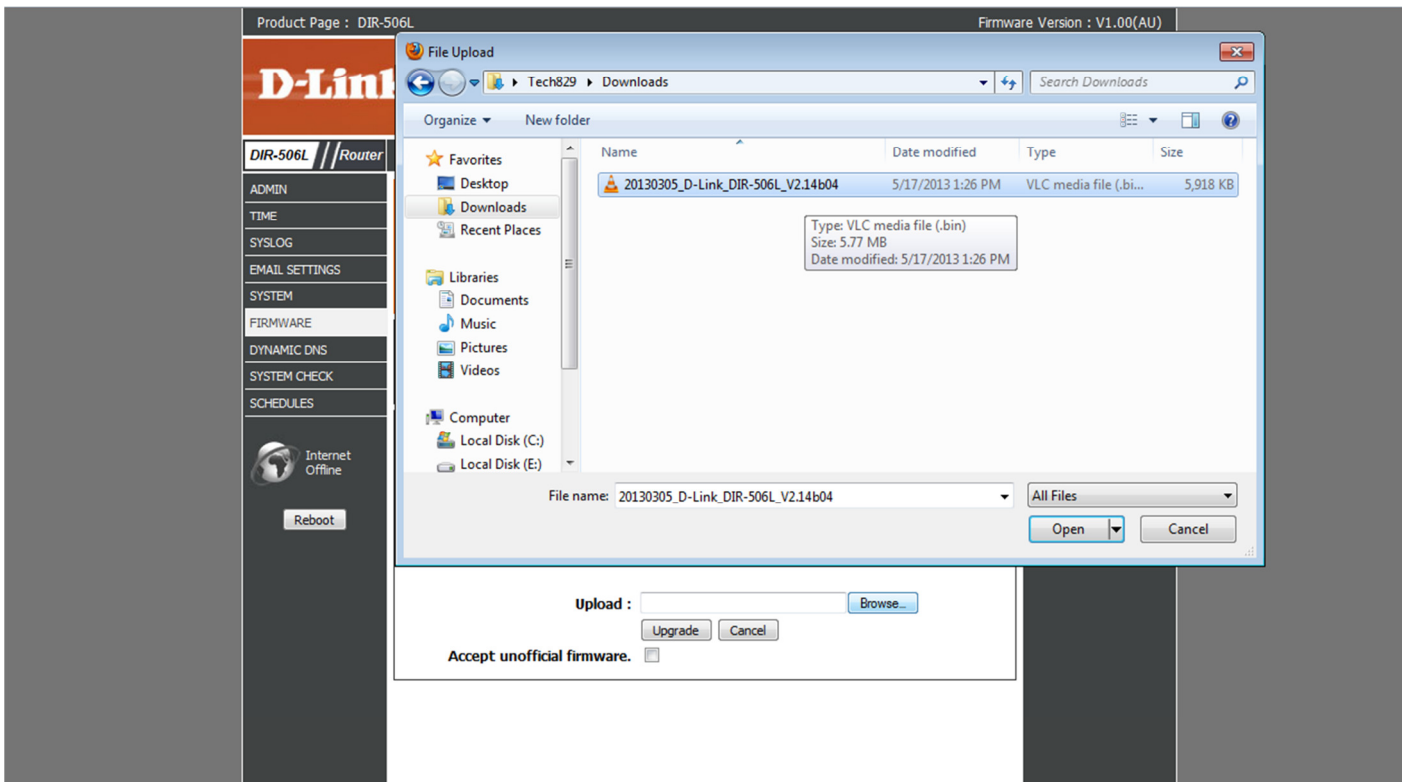 Product Page : DIR-506L Firmware Version : V1.00(AU)
File Upload
D-Lin
Tech829 Downloads Search Downloads
Organize New folder
DIR-506L Router
ADMIN
TIME
SYSLOG
EMAIL SETTINGS
SYSTEM
FIRMWARE
DYNAMIC DNS
SYSTEM CHECK
SCHEDULES
Internet
Offline
Reboot
Favorites
Desktop
Downloads
Recent Places
Libraries
Documents
Music
Pictures
Videos
Computer
Local Disk (C:)
Local Disk (E:)
Name Date modified Type Size
20130305_D-Link_DIR-506L_V2.14b04 5/17/2013 1:26 PM VLC media file (.bi... 5,918 KB
Type: VLC media file (.bin)
Size: 5.77 MB
Date modified: 5/17/2013 1:26 PM
File name: 20130305_D-Link_DIR-506L_V2.14b04 All Files
Open Cancel
Upload : Browse...
Upgrade Cancel
Accept unofficial firmware.